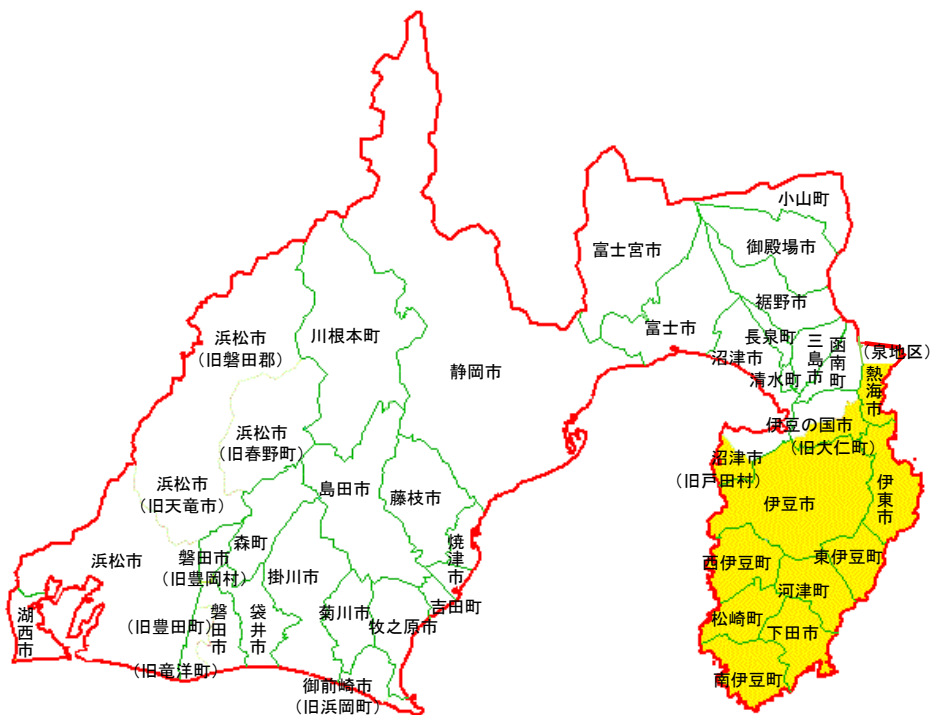 小山町
富士宮市
御殿場市
裾野市
富士市
長泉町
沼津市
清水町
三島市
函南町
(泉地区)
熱海市
浜松市
(旧磐田郡)
川根本町
静岡市
伊豆の国市
(旧大仁町)
浜松市
(旧春野町)
沼津市
(旧戸田村)
伊豆市
伊東市
浜松市
(旧天竜市)
島田市
藤枝市
焼津市
森町
浜松市
磐田市
(旧豊岡村)
掛川市
西伊豆町
東伊豆町
河津町
湖西市
(旧豊田町)
磐田市
袋井市
菊川市
牧之原市
吉田町
松崎町
下田市
(旧竜洋町)
御前崎市
(旧浜岡町)
南伊豆町